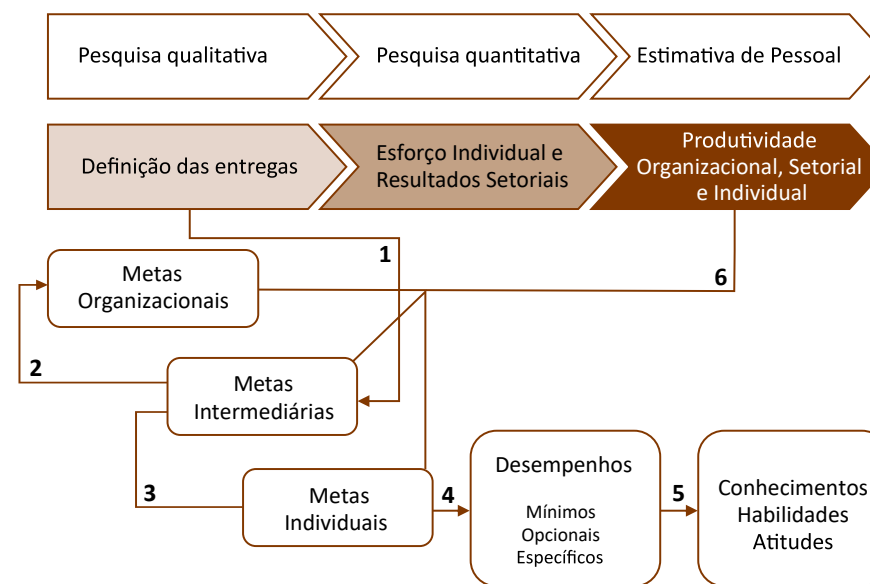 Pesquisa qualitativa
Pesquisa quantitativa
Estimativa de Pessoal
Definição das entregas
Esforço Individual e
Resultados Setoriais
Produtividade
Organizacional, Setorial
e Individual
1
Metas
Organizacionais
6
2
Metas
Intermediárias
3
Metas
Individuais
4
Desempenhos
Mínimos
Opcionais
Específicos
5
Conhecimentos
Habilidades
Atitudes